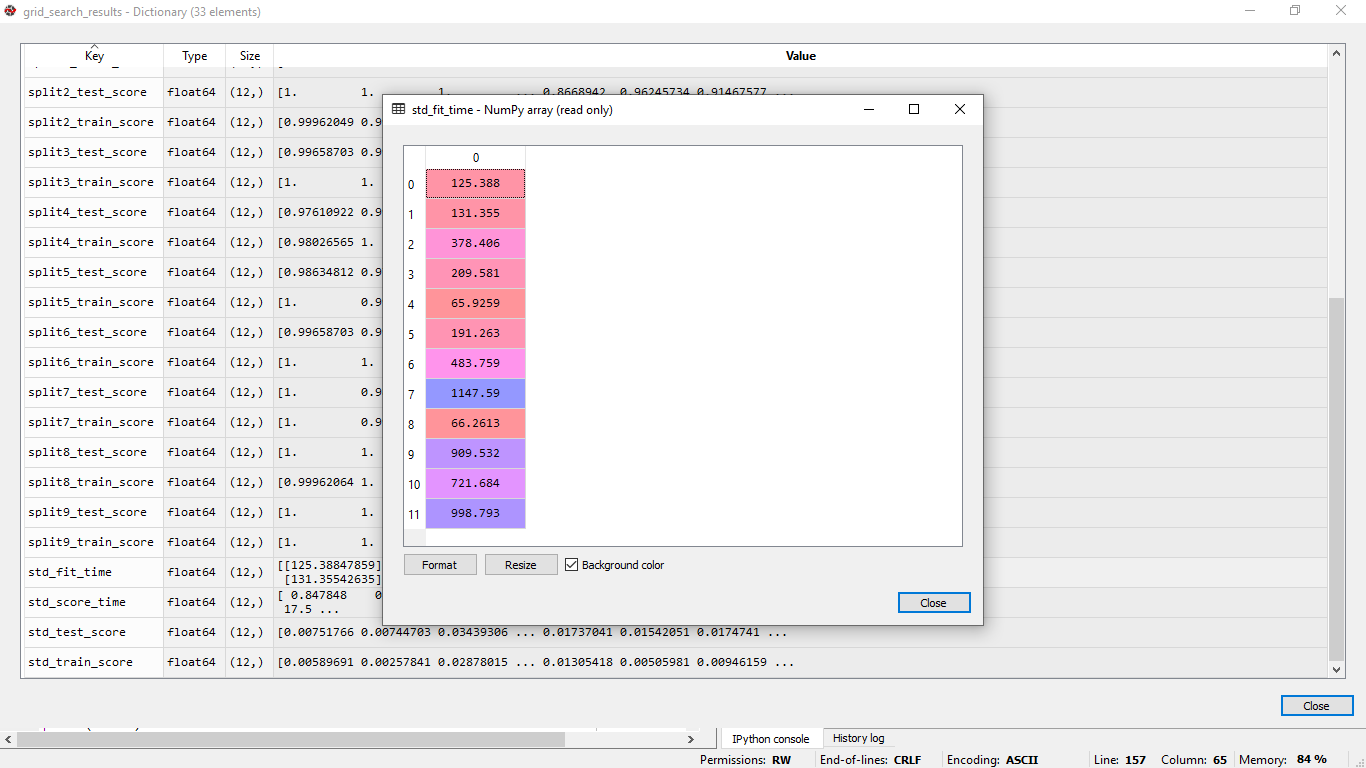 grid_search_results - Dictionary (33 elements)
Key Type Size Value
split2_test_score float64 (12,) [1. 1. 1. ... 0.8668942 0.96245734 0.91467577 ...
std_fit_time - NumPy array (read only)
split2_train_score float64 (12,) [0.99962049 0.9
split3_test_score float64 (12,) [0.99658703 0.9
split3_train_score float64 (12,) [1. 1.
split4_test_score float64 (12,) [0.97610922 0.9
split4_train_score float64 (12,) [0.98026565 1.
split5_test_score float64 (12,) [0.98634812 0.9
split5_train_score float64 (12,) [1. 0.9
split6_test_score float64 (12,) [0.99658703 0.9
split6_train_score float64 (12,) [1. 1.
split7_test_score float64 (12,) [1. 0.9
split7_train_score float64 (12,) [1. 0.9
split8_test_score float64 (12,) [1. 1.
split8_train_score float64 (12,) [0.99962064 1.
split9_test_score float64 (12,) [1. 1.
split9_train_score float64 (12,) [1. 1.
std_fit_time float64 (12,) [[125.38847859]
[131.35542635]
std_score_time float64 (12,) [ 0.847848 0
17.5 ...
std_test_score float64 (12,) [0.00751766 0.00744703 0.03439306 ... 0.01737041 0.01542051 0.0174741 ...
std_train_score float64 (12,) [0.00589691 0.00257841 0.02878015 ... 0.01305418 0.00505981 0.00946159 ...
0
0 125.388
1 131.355
2 378.406
3 209.581
4 65.9259
5 191.263
6 483.759
7 1147.59
8 66.2613
9 909.532
10 721.684
11 998.793
Format Resize Background color
Close
Close
IPython console History log
Permissions: RW End-of-lines: CRLF Encoding: ASCII Line: 157 Column: 65 Memory: 84 %